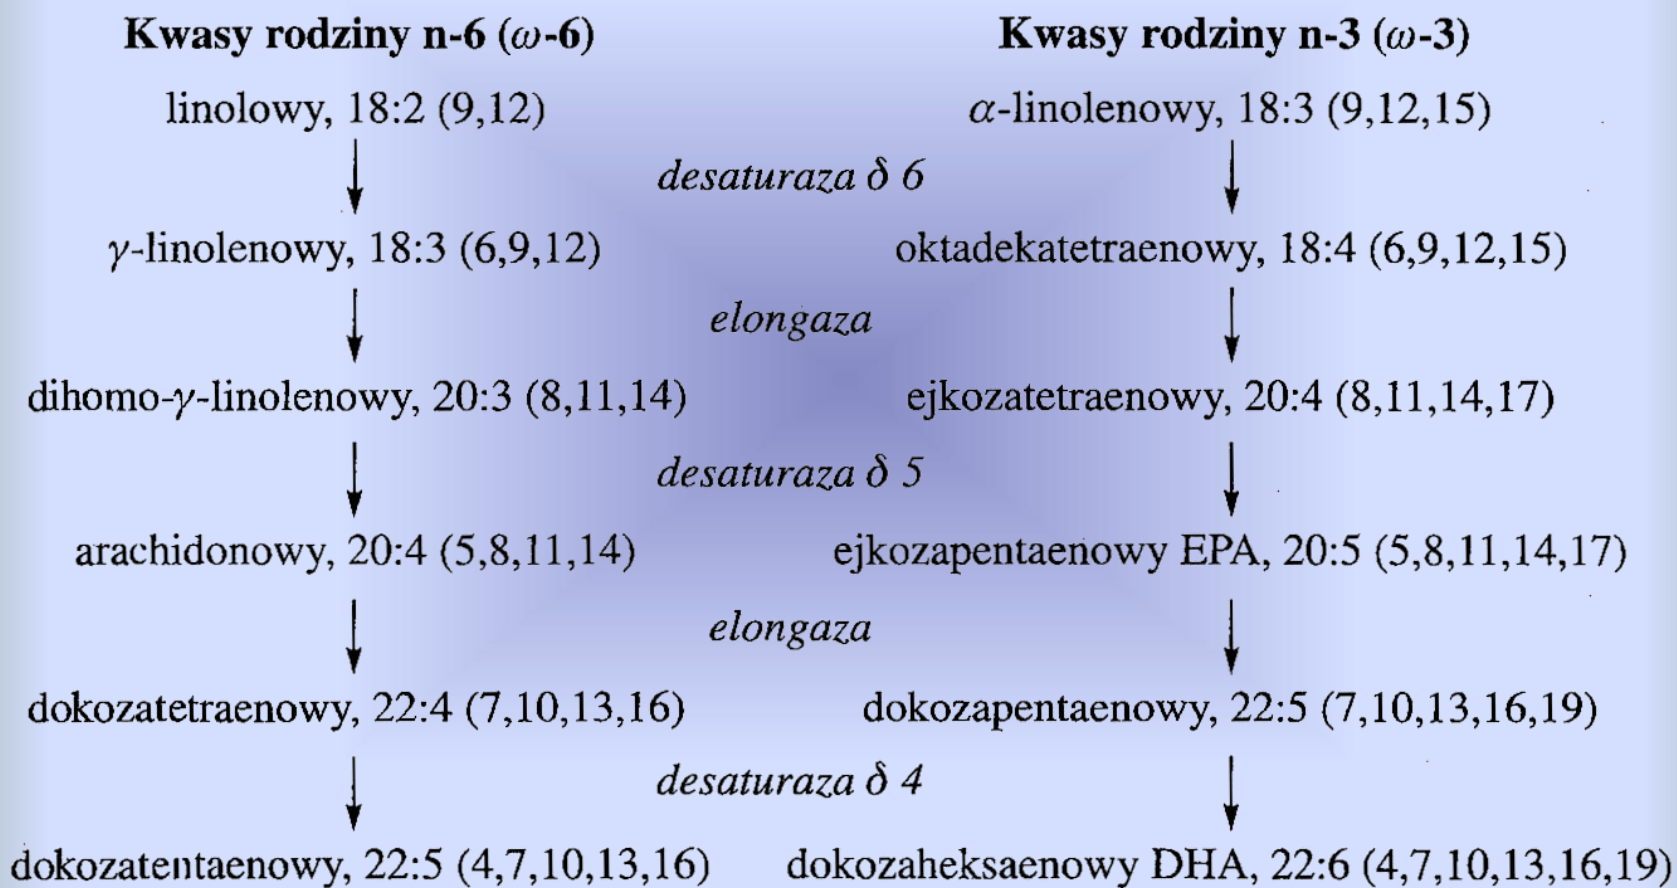 Kwasy rodziny n-6 (ω-6)
Kwasy rodziny n-3 (ω-3)
linolowy, 18:2 (9,12)
α-linolenowy, 18:3 (9,12,15)
desaturaza δ 6
γ-linolenowy, 18:3 (6,9,12)
oktadekatetraenowy, 18:4 (6,9,12,15)
elongaza
dihomo-γ-linolenowy, 20:3 (8,11,14)
ejkozatetraenowy, 20:4 (8,11,14,17)
desaturaza δ 5
arachidonowy, 20:4 (5,8,11,14)
ejkozapentaenowy EPA, 20:5 (5,8,11,14,17)
elongaza
dokozatetraenowy, 22:4 (7,10,13,16)
dokozapentaenowy, 22:5 (7,10,13,16,19)
desaturaza δ 4
dokozatentaenowy, 22:5 (4,7,10,13,16)
dokozaheksaenowy DHA, 22:6 (4,7,10,13,16,19)